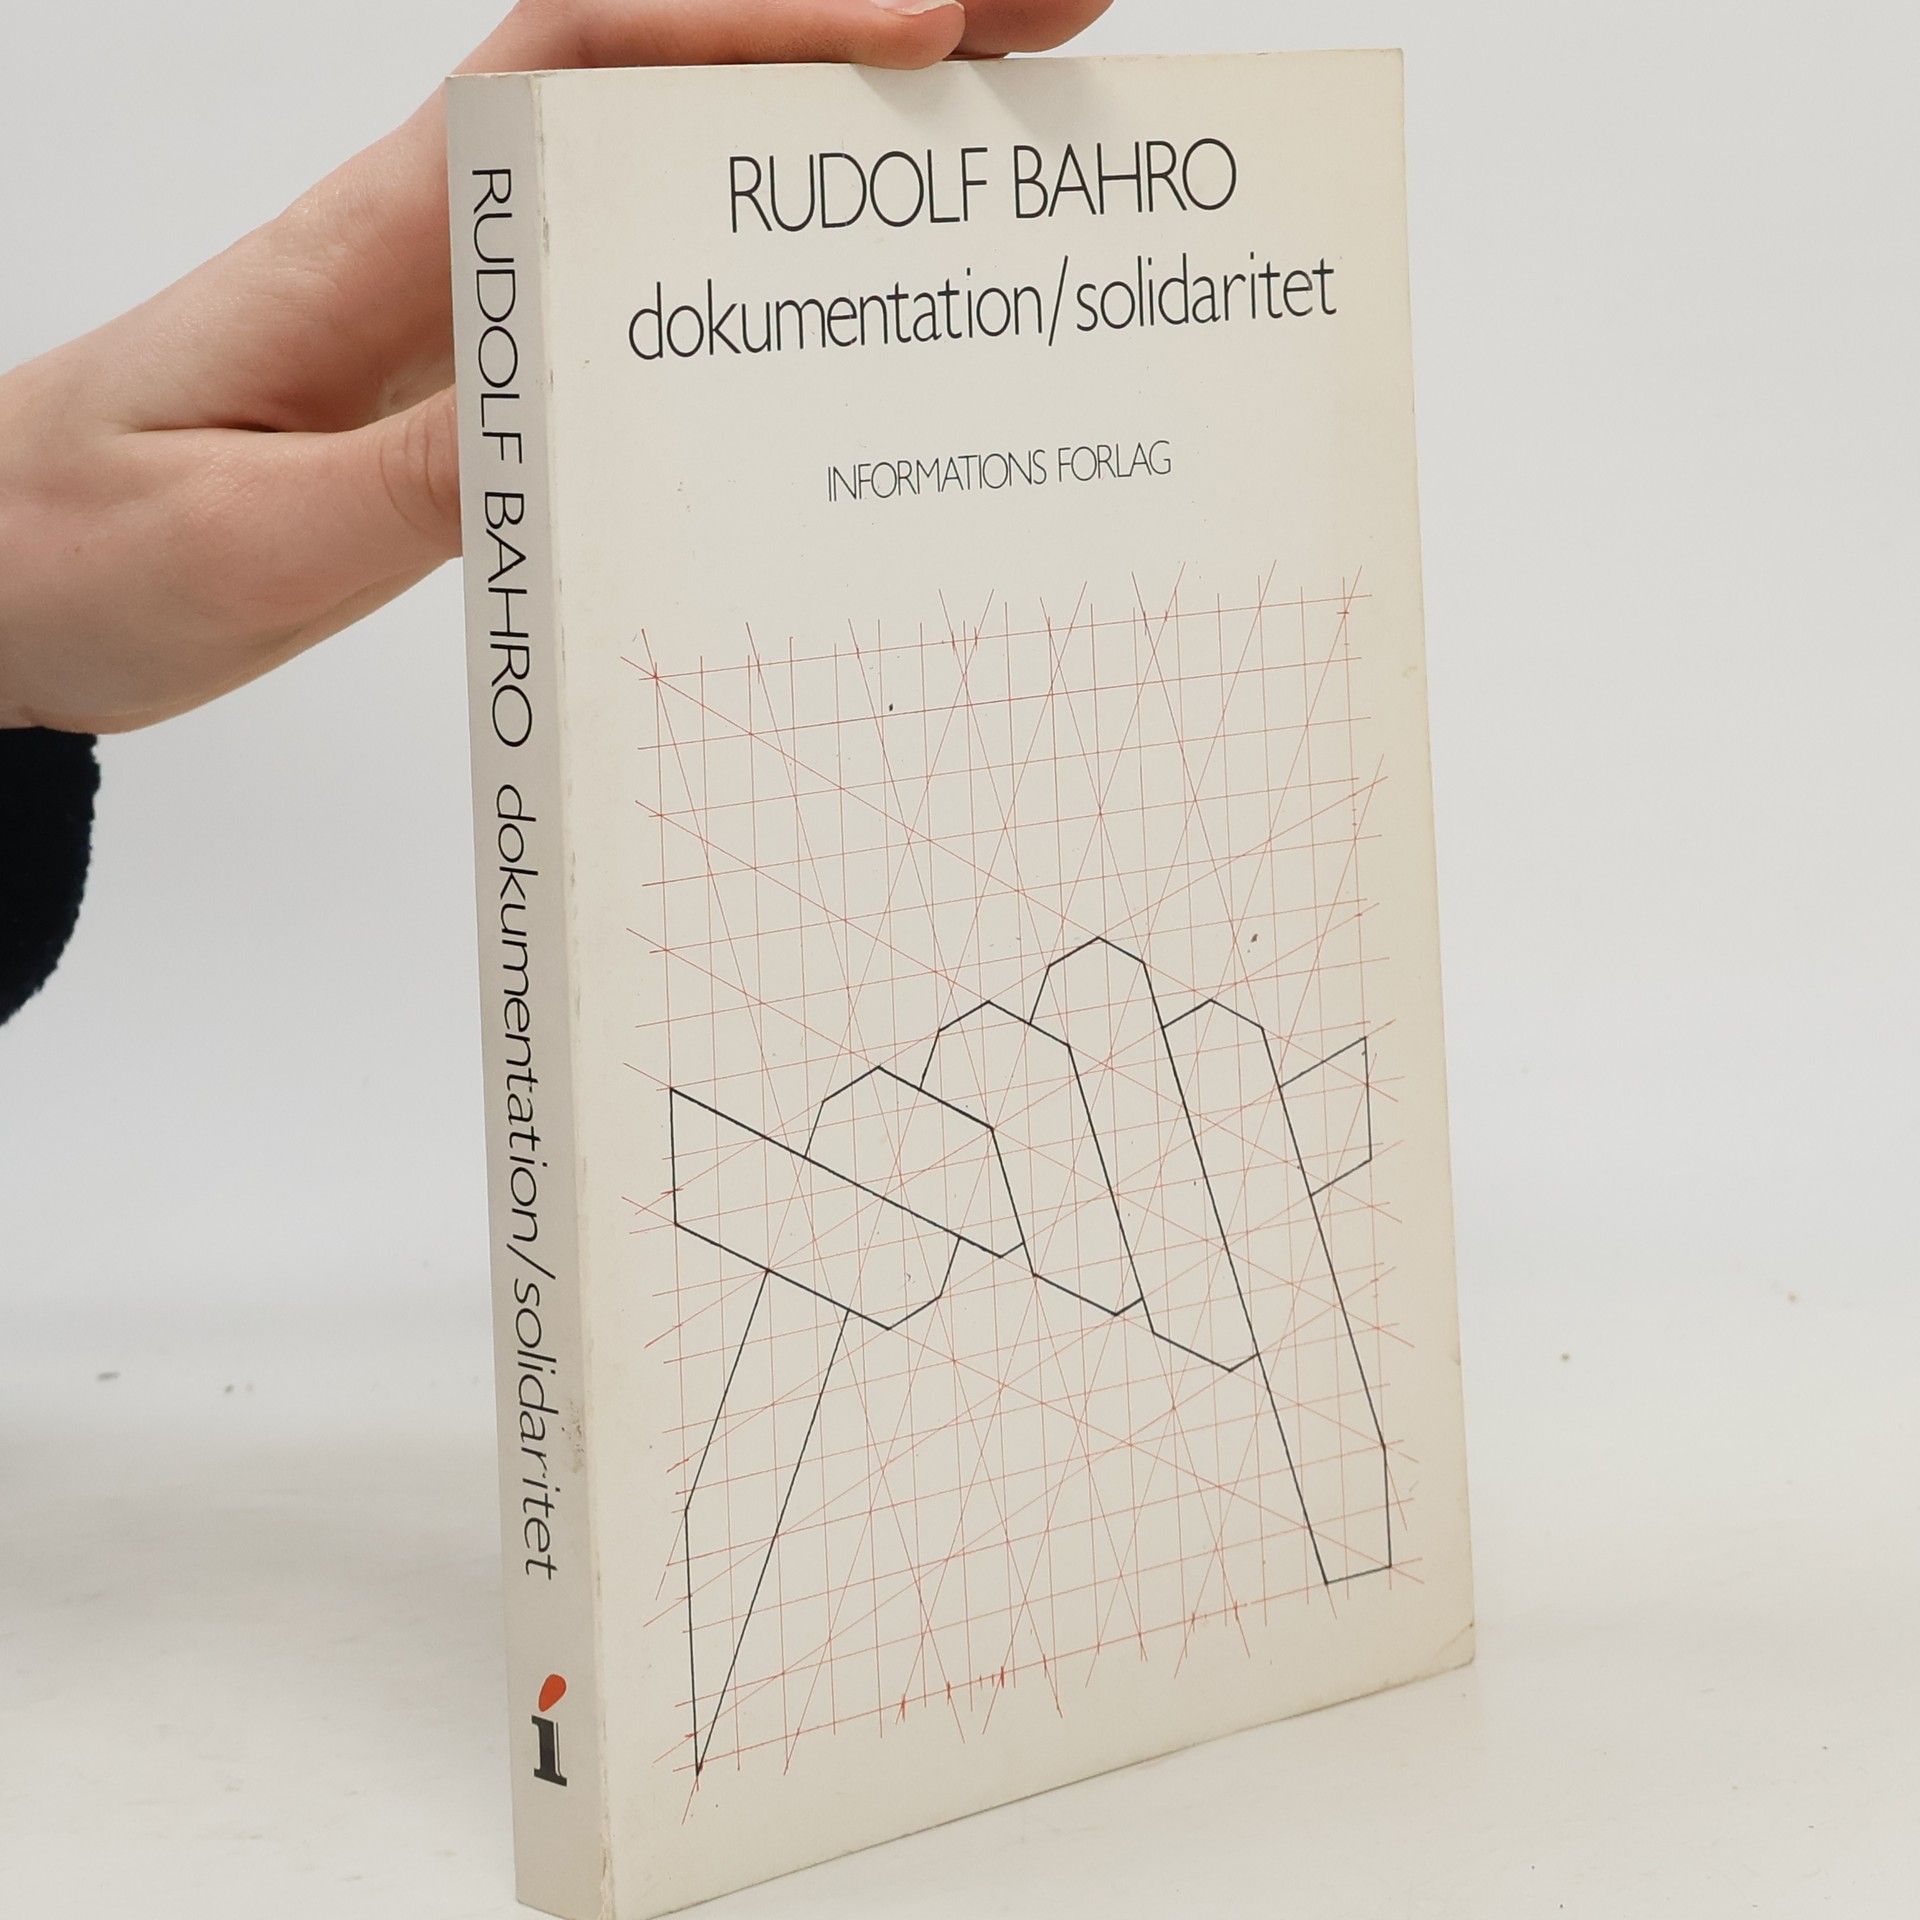 RUDOLF BAHRO
dokumentation/solidaritet
INFORMATIONS FORLAG
RUDOLF BAHRO dokumentation/solidaritet
i